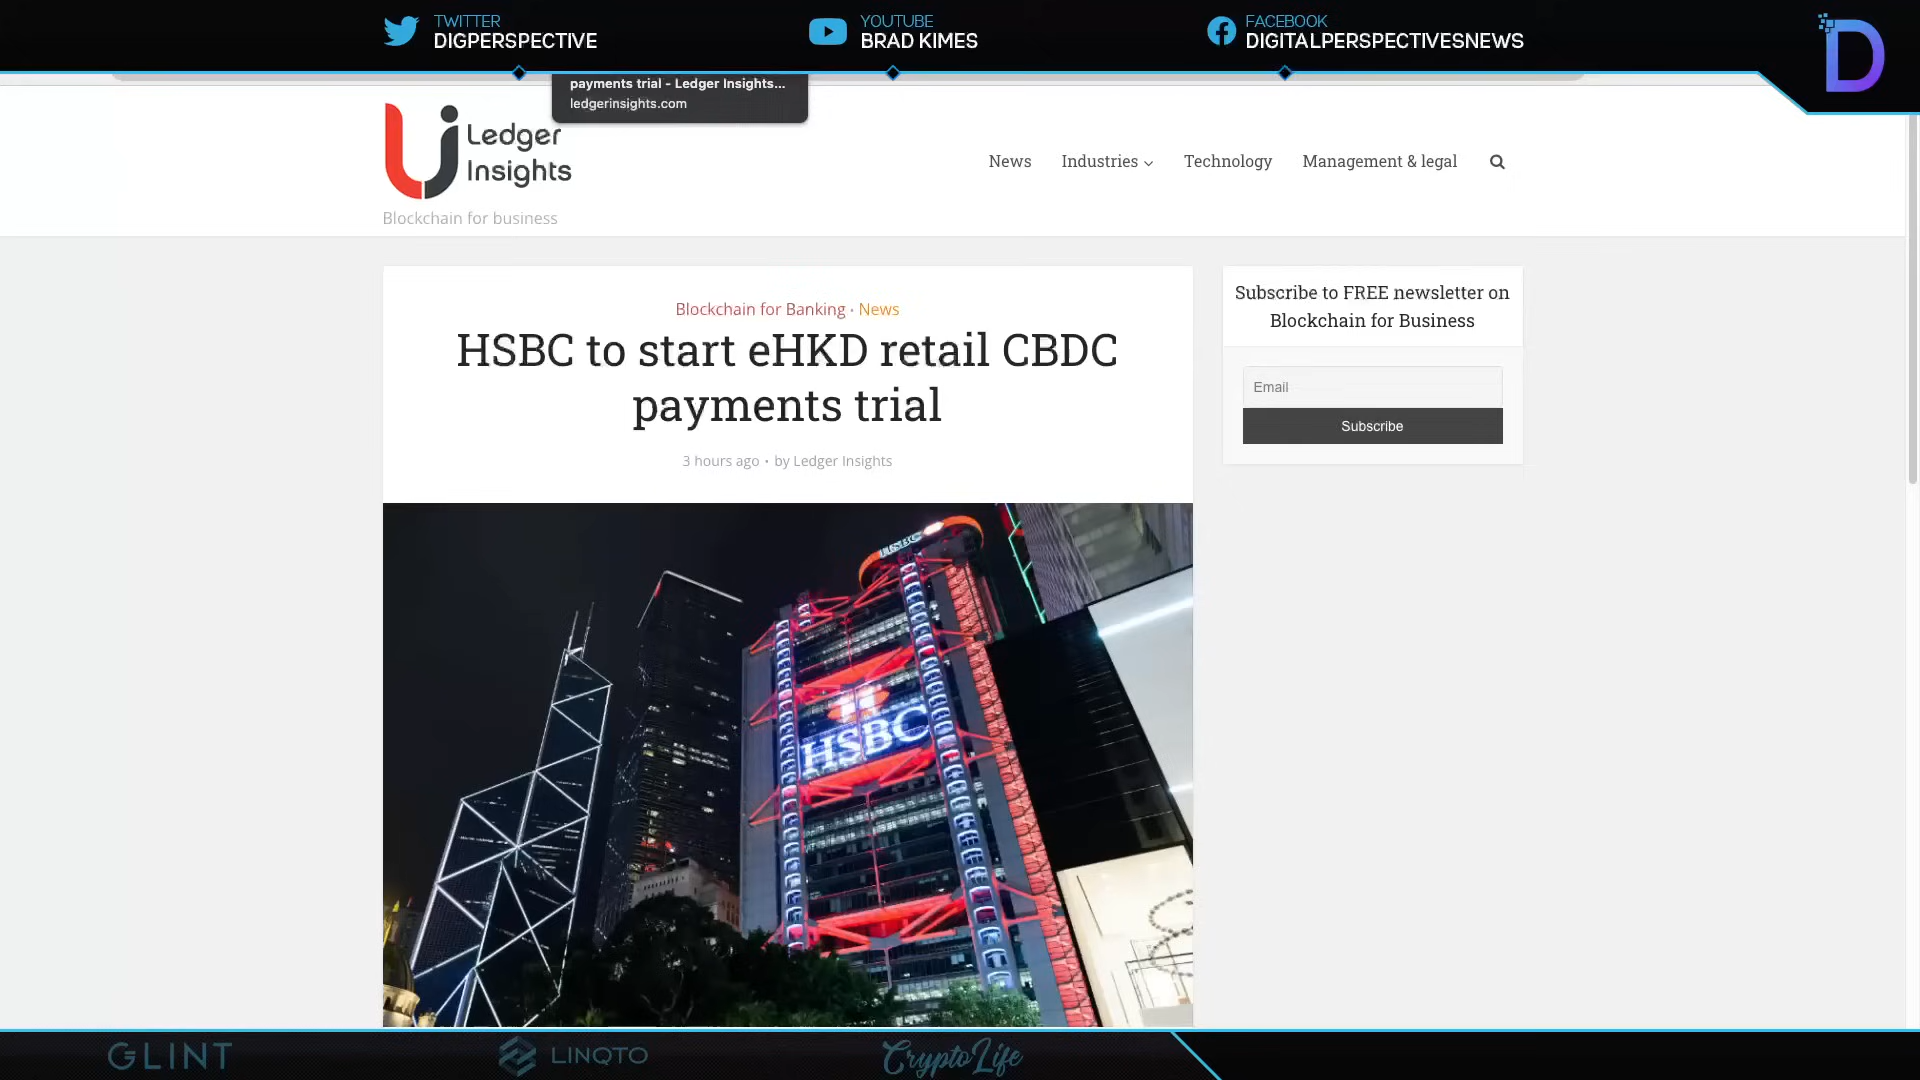 TWITTER
DIGPERSPECTIVE
YOUTUBE
BRAD KIMES
FACEBOOK
DIGITALPERSPECTIVESNEWS
D
payments trial - Ledger Insights...
ledgerinsights.com
Ledger
Insights
Blockchain for business
News
Industries
Technology
Management & legal
Blockchain for Banking • News
HSBC to start eHKD retail CBDC
payments trial
3 hours ago • by Ledger Insights
Subscribe to FREE newsletter on
Blockchain for Business
Email
Subscribe
HSBC
HSBC
GLINT
LINQTO
CryptoLife